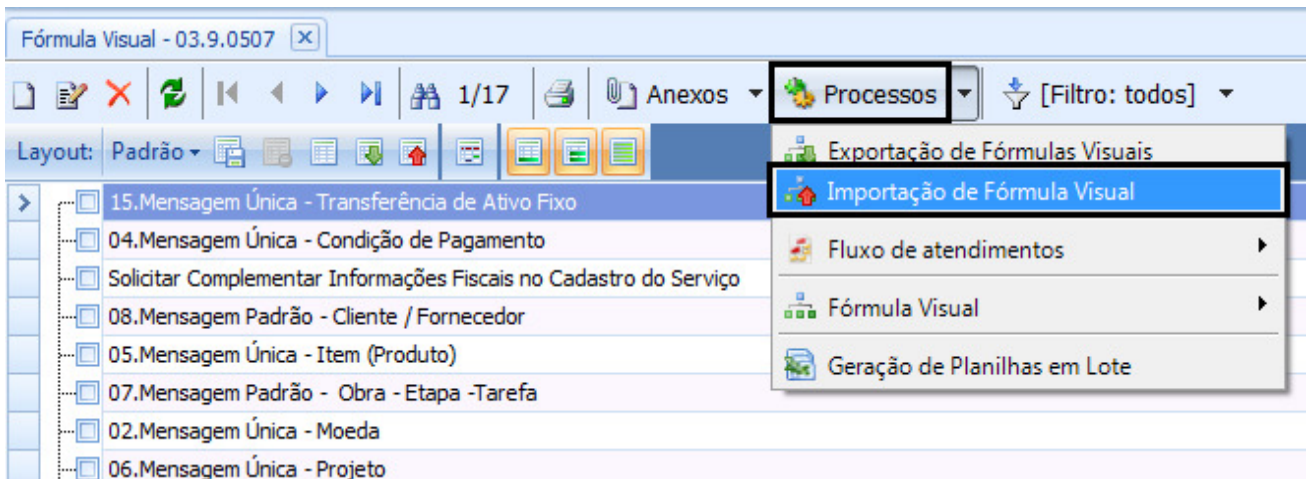 Fórmula Visual - 03.9.0507
1/17 Anexos Processos [Filtro: todos]
Layout: Padrão
Exportação de Fórmulas Visuais
Importação de Fórmula Visual
Fluxo de atendimentos
Fórmula Visual
Geração de Planilhas em Lote
15.Mensagem Única - Transferência de Ativo Fixo
04.Mensagem Única - Condição de Pagamento
Solicitar Complementar Informações Fiscais no Cadastro do Serviço
08.Mensagem Padrão - Cliente / Fornecedor
05.Mensagem Única - Item (Produto)
07.Mensagem Padrão - Obra - Etapa -Tarefa
02.Mensagem Única - Moeda
06.Mensagem Única - Projeto